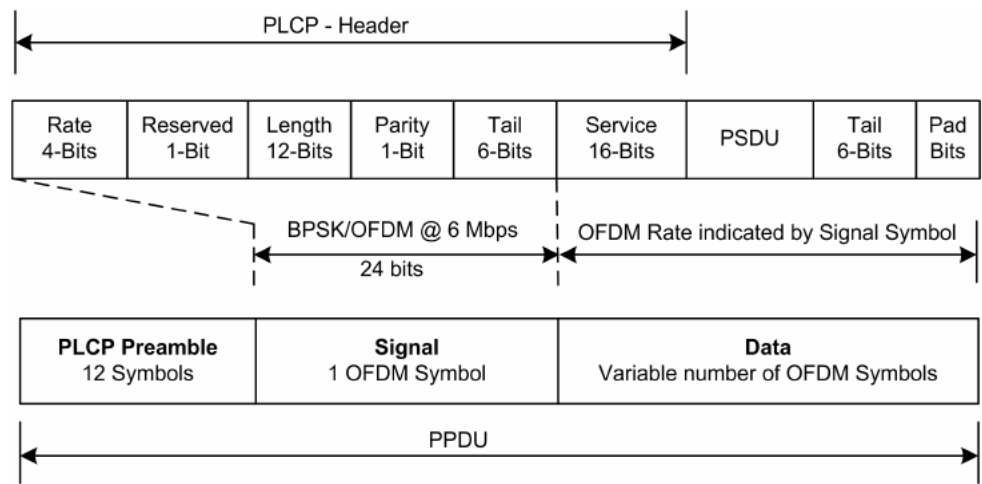 PLCP - Header
Rate
4-Bits
Reserved
1-Bit
Length
12-Bits
Parity
1-Bit
Tail
6-Bits
Service
16-Bits
PSDU
Tail
6-Bits
Pad
Bits
BPSK/OFDM @ 6 Mbps
24 bits
OFDM Rate indicated by Signal Symbol
PLCP Preamble
12 Symbols
Signal
1 OFDM Symbol
Data
Variable number of OFDM Symbols
PPDU